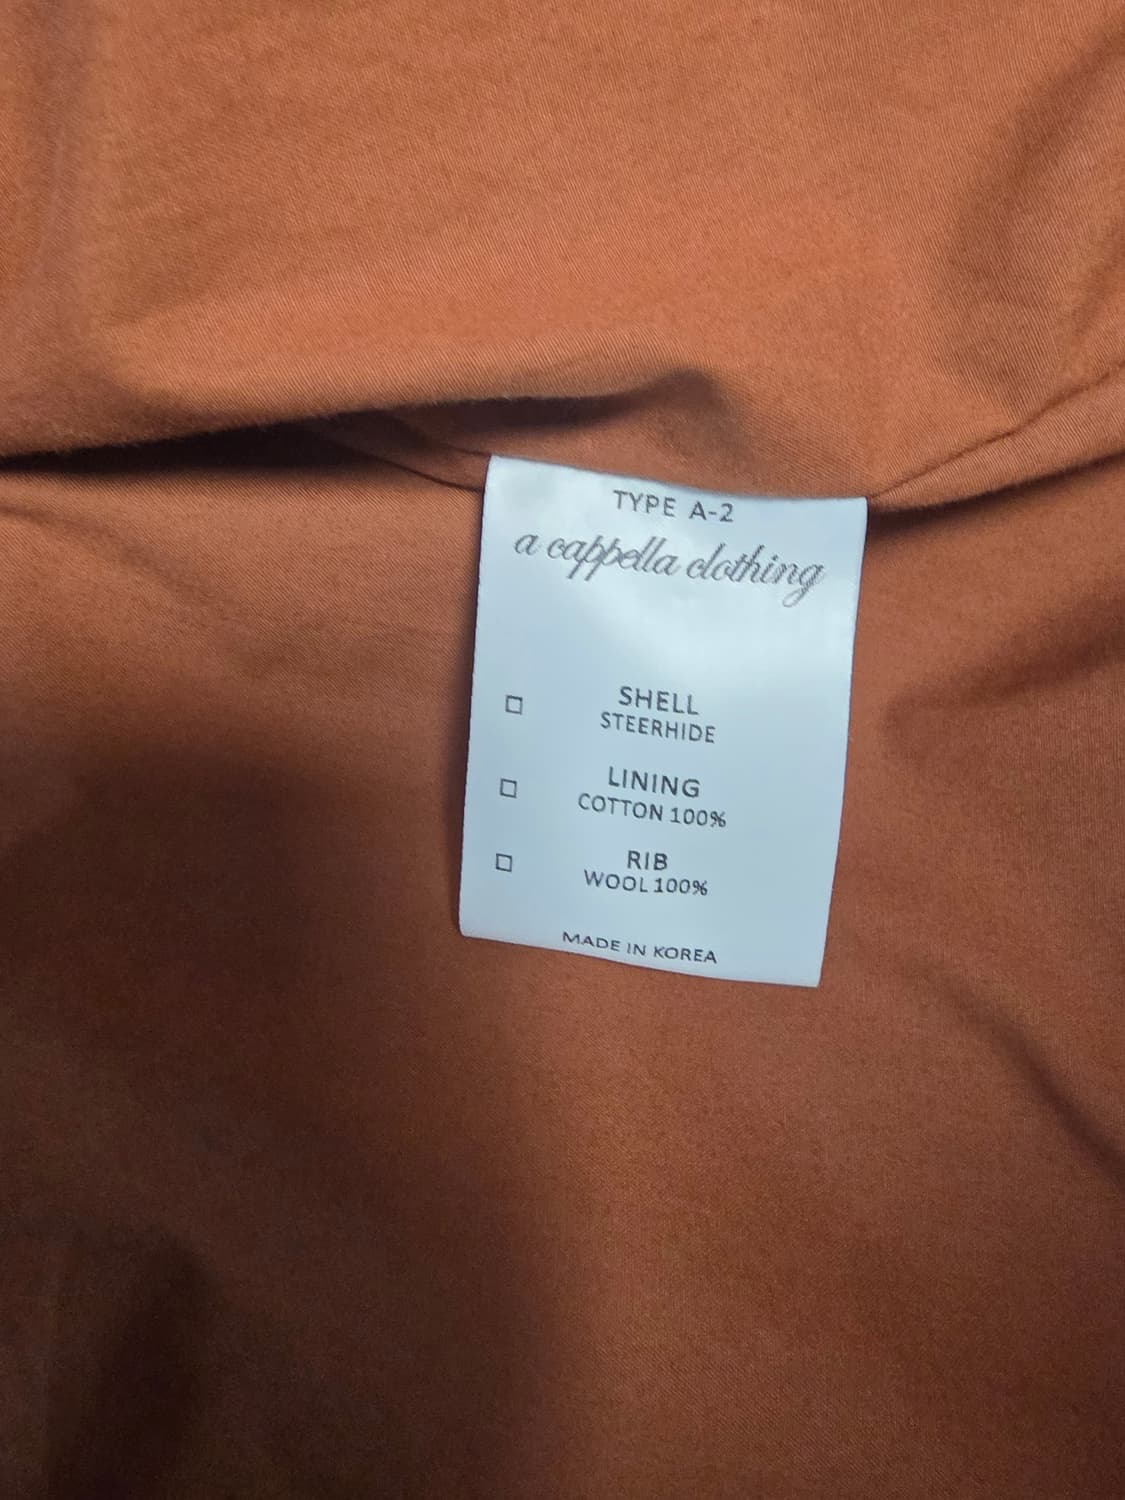 TYPE A-2
a cappella clothing
SHELL
STEERHIDE
LINING
COTTON 100%
RIB
WOOL 100%
MADE IN KOREA